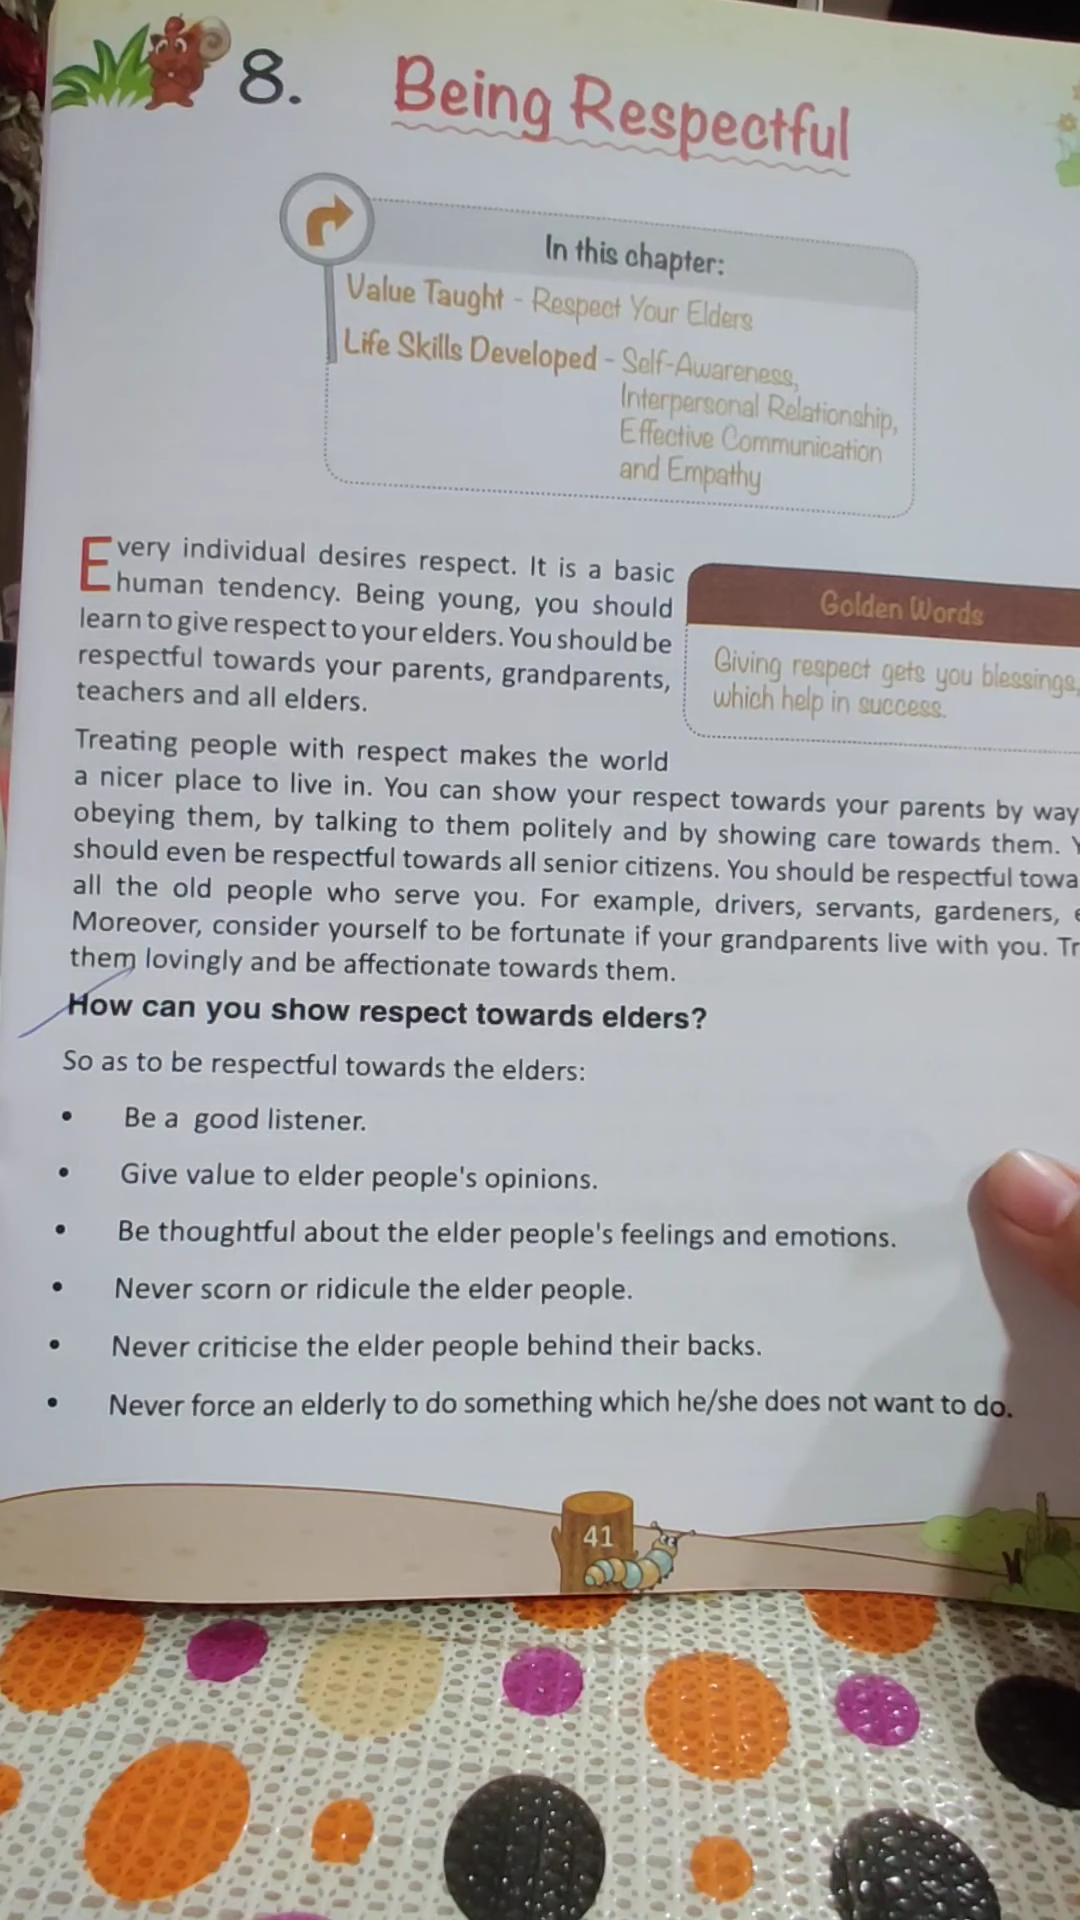 8. Being Respectful
In this chapter:
Value Taught - Respect Your Elders
Life Skills Developed - Self-Awareness,
Interpersonal Relationship,
Effective Communication
and Empathy
Every individual desires respect. It is a basic
human tendency. Being young, you should
learn to give respect to your elders. You should be
respectful towards your parents, grandparents,
teachers and all elders.
Golden Words
Giving respect gets you blessings,
which help in success.
Treating people with respect makes the world
a nicer place to live in. You can show your respect towards your parents by way
obeying them, by talking to them politely and by showing care towards them.
should even be respectful towards all senior citizens. You should be respectful
all the old people who serve you. For example, drivers, servants, gardeners,
Moreover, consider yourself to be fortunate if your grandparents live with you.
them lovingly and be affectionate towards them.
How can you show respect towards elders?
So as to be respectful towards the elders:
• Be a good listener.
• Give value to elder people's opinions.
• Be thoughtful about the elder people's feelings and emotions.
• Never scorn or ridicule the elder people.
• Never criticise the elder people behind their backs.
• Never force an elderly to do something which he/she does not want to do.
41